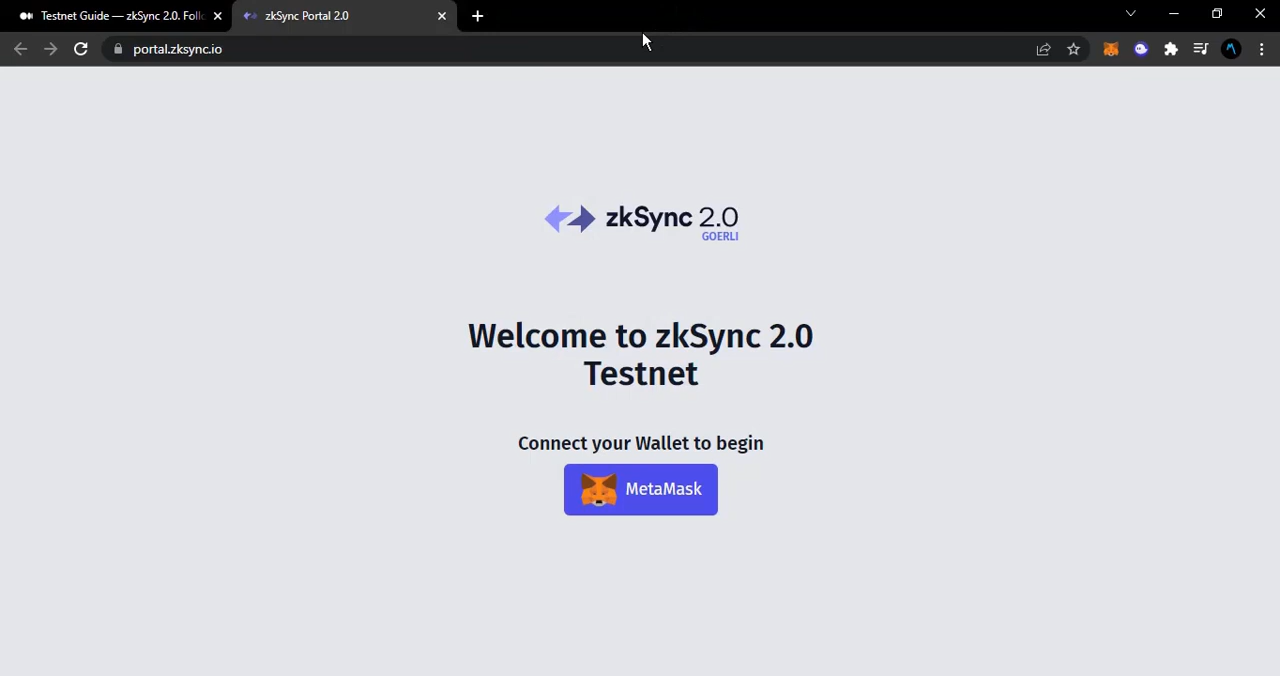 Testnet Guide — zkSync 2.0. Foll
zkSync Portal 2.0
portal.zksync.io
zkSync 2.0
GOERLI
Welcome to zkSync 2.0
Testnet
Connect your Wallet to begin
MetaMask